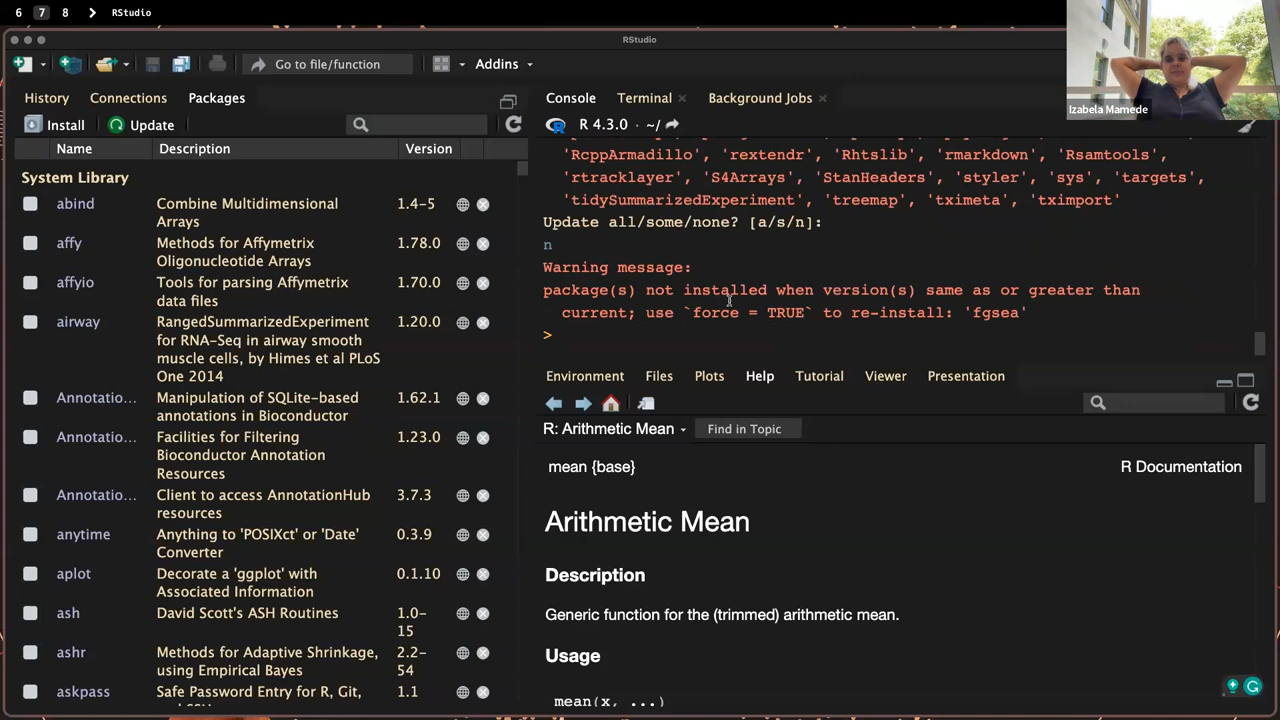 6 7 8 RStudio
RStudio
Go to file/function
Addins
Izabela Mamede
History Connections Packages
Install Update
Name Description Version
System Library
abind Combine Multidimensional Arrays 1.4-5
affy Methods for Affymetrix Oligonucleotide Arrays 1.78.0
affyio Tools for parsing Affymetrix data files 1.70.0
airway RangedSummarizedExperiment for RNA-Seq in airway smooth muscle cells, by Himes et al PLoS One 2014 1.20.0
Annotatio... Manipulation of SQLite-based annotations in Bioconductor 1.62.1
Annotatio... Facilities for Filtering Bioconductor Annotation Resources 1.23.0
Annotatio... Client to access AnnotationHub resources 3.7.3
anytime Anything to 'POSIXct' or 'Date' Converter 0.3.9
aplot Decorate a 'ggplot' with Associated Information 0.1.10
ash David Scott's ASH Routines 1.0-15
ashr Methods for Adaptive Shrinkage, using Empirical Bayes 2.2-54
askpass Safe Password Entry for R, Git, 1.1
Console Terminal Background Jobs
R 4.3.0 · ~/
'RcppArmadillo', 'rextendr', 'Rhtslib', 'rmarkdown', 'Rsamtools',
'rtracklayer', 'S4Arrays', 'StanHeaders', 'styler', 'sys', 'targets',
'tidySummarizedExperiment', 'treemap', 'tximeta', 'tximport'
Update all/some/none? [a/s/n]:
n
Warning message:
package(s) not installed when version(s) same as or greater than
current; use `force = TRUE` to re-install: 'fgsea'
>
Environment Files Plots Help Tutorial Viewer Presentation
R: Arithmetic Mean Find in Topic
mean {base} R Documentation
Arithmetic Mean
Description
Generic function for the (trimmed) arithmetic mean.
Usage
mean(x, ...)